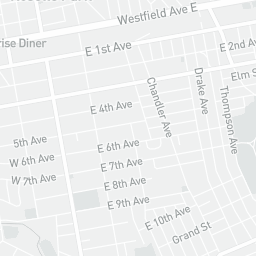 Westfield Ave E
rise Diner
E 1st Ave
E 2nd Av
Elm S
E 4th Ave
Chandler Ave
Drake Ave
Thompson Ave
5th Ave
W 6th Ave
W 7th Ave
E 6th Ave
E 7th Ave
E 8th Ave
E 9th Ave
E 10th Ave
Grand St